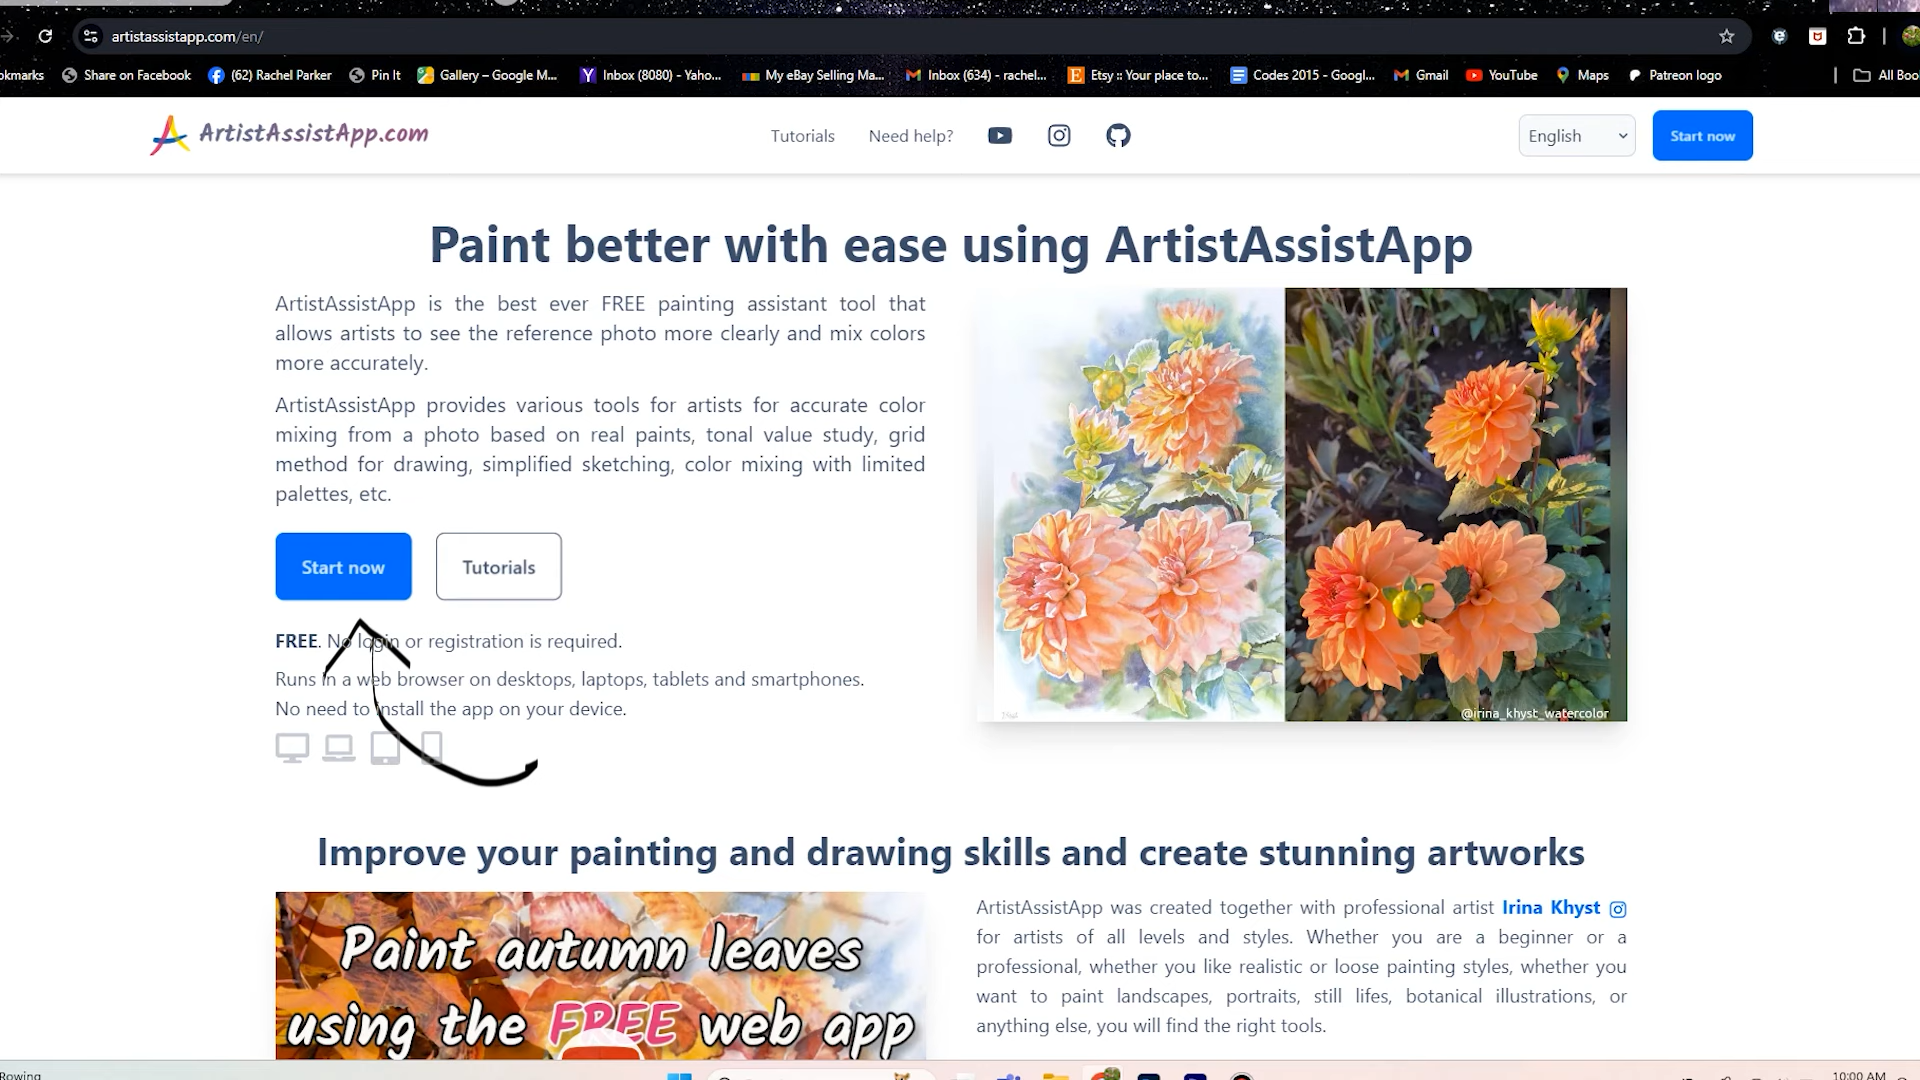 artistassistapp.com/en/
okmarks
Share on Facebook
(62) Rachel Parker
Pin It
Gallery – Google M...
Inbox (8080) - Yaho...
My eBay Selling Ma...
Inbox (634) - rachel...
Etsy :: Your place to...
Codes 2015 - Googl...
Gmail
YouTube
Maps
Patreon logo
All Boo
ArtistAssistApp.com
Tutorials
Need help?
English
Start now
Paint better with ease using ArtistAssistApp
ArtistAssistApp is the best ever FREE painting assistant tool that
allows artists to see the reference photo more clearly and mix colors
more accurately.
ArtistAssistApp provides various tools for artists for accurate color
mixing from a photo based on real paints, tonal value study, grid
method for drawing, simplified sketching, color mixing with limited
palettes, etc.
Start now
Tutorials
FREE. No login or registration is required.
Runs in a web browser on desktops, laptops, tablets and smartphones.
No need to install the app on your device.
@irina_khyst_watercolor
Improve your painting and drawing skills and create stunning artworks
Paint autumn leaves
using the FREE web app
ArtistAssistApp was created together with professional artist Irina Khyst
for artists of all levels and styles. Whether you are a beginner or a
professional, whether you like realistic or loose painting styles, whether you
want to paint landscapes, portraits, still lifes, botanical illustrations, or
anything else, you will find the right tools.
Rowing
10:00 AM